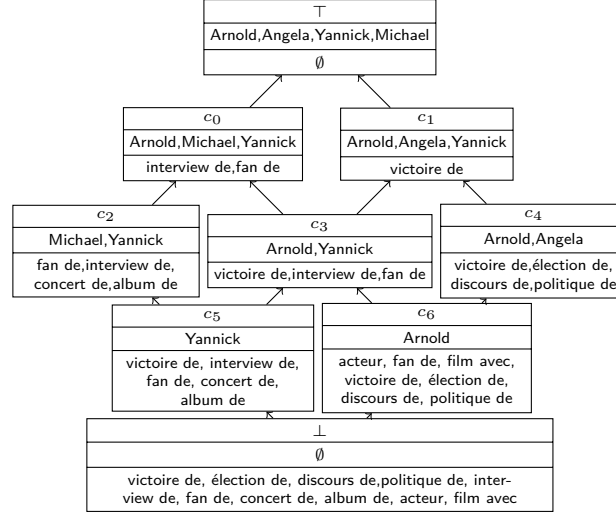 ⊤
Arnold,Angela,Yannick,Michael
∅
c₀
Arnold,Michael,Yannick
interview de,fan de
c₁
Arnold,Angela,Yannick
victoire de
c₂
Michael,Yannick
fan de,interview de,
concert de,album de
c₃
Arnold,Yannick
victoire de,interview de,fan de
c₄
Arnold,Angela
victoire de,élection de,
discours de,politique de
c₅
Yannick
victoire de, interview de,
fan de, concert de,
album de
c₆
Arnold
acteur, fan de, film avec,
victoire de, élection de,
discours de, politique de
⊥
∅
victoire de, élection de, discours de,politique de, inter-
view de, fan de, concert de, album de, acteur, film avec